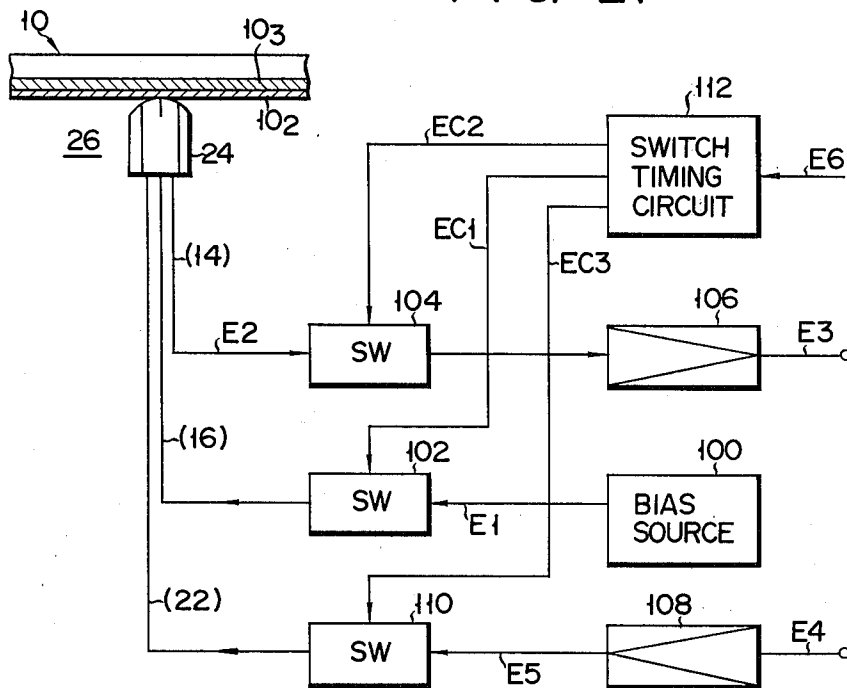 10
10₃
10₂
26
24
112
SWITCH
TIMING
CIRCUIT
EC2
E6
EC1
EC3
(14)
104
106
E2
SW
E3
(16)
102
100
SW
E1
BIAS
SOURCE
(22)
110
108
SW
E5
E4